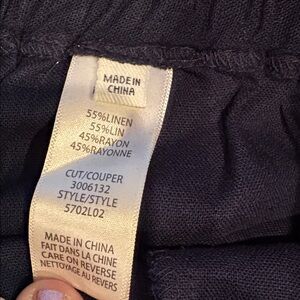 MADE IN
CHINA
55%LINEN
55%LIN
45%RAYON
45%RAYONNE
CUT/COUPER
3006132
STYLE/STYLE
5702L02
MADE IN CHINA
FAIT DANS LA CHINE
CARE ON REVERSE
NETTOYAGE AU REVERS